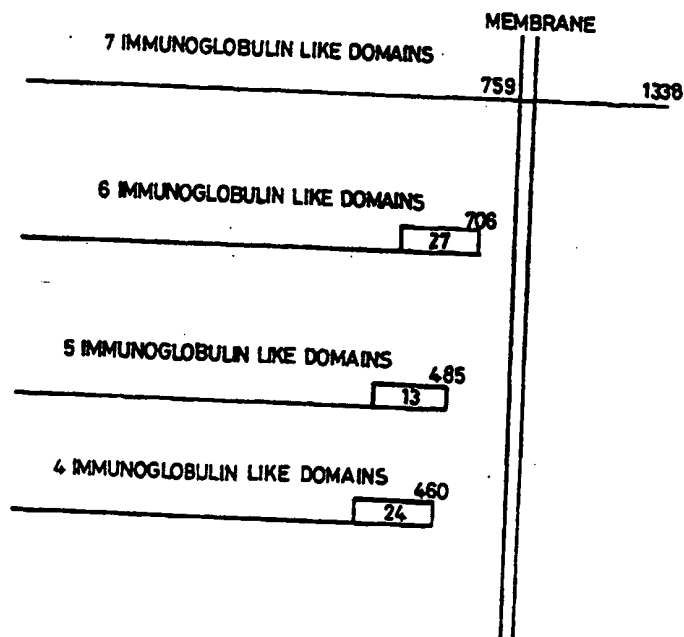 MEMBRANE
7 IMMUNOGLOBULIN LIKE DOMAINS
759
1338
6 IMMUNOGLOBULIN LIKE DOMAINS
706
27
5 IMMUNOGLOBULIN LIKE DOMAINS
485
13
4 IMMUNOGLOBULIN LIKE DOMAINS
460
24